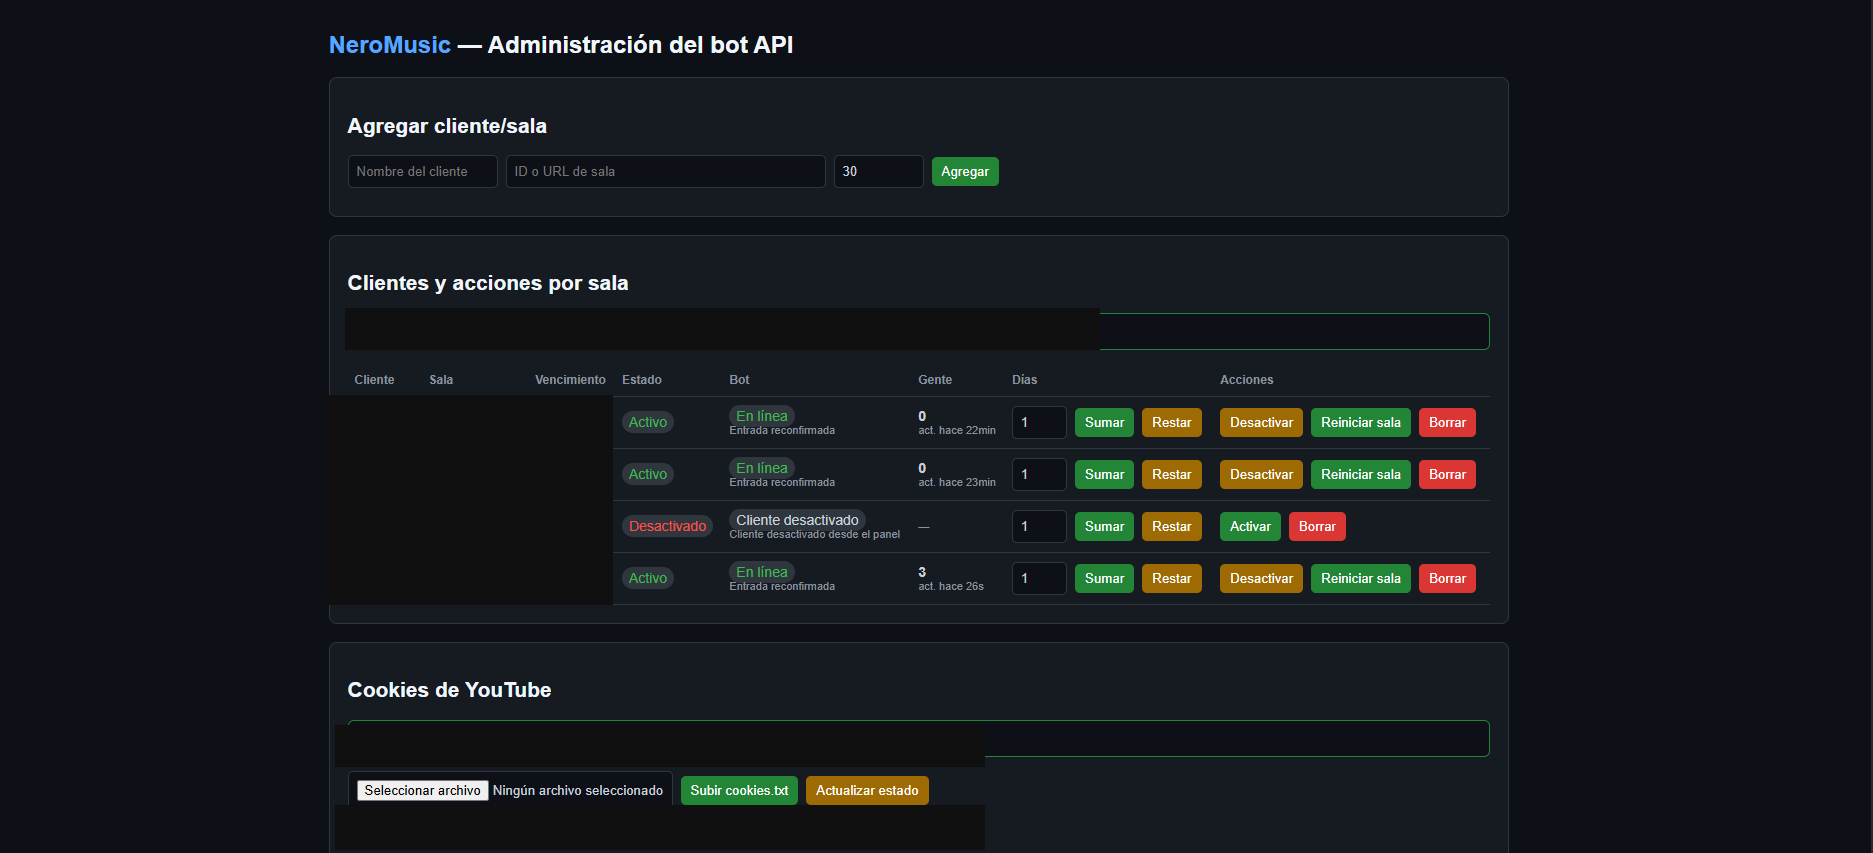 NeroMusic — Administración del bot API
Agregar cliente/sala
Nombre del cliente ID o URL de sala 30 Agregar
Clientes y acciones por sala
Cliente Sala Vencimiento Estado Bot Gente Días Acciones
Activo En línea 0 1 Sumar Restar Desactivar Reiniciar sala Borrar
Entrada reconfirmada act. hace 22min
Activo En línea 0 1 Sumar Restar Desactivar Reiniciar sala Borrar
Entrada reconfirmada act. hace 23min
Desactivado Cliente desactivado — 1 Sumar Restar Activar Borrar
Cliente desactivado desde el panel
Activo En línea 3 1 Sumar Restar Desactivar Reiniciar sala Borrar
Entrada reconfirmada act. hace 26s
Cookies de YouTube
Seleccionar archivo Ningún archivo seleccionado Subir cookies.txt Actualizar estado